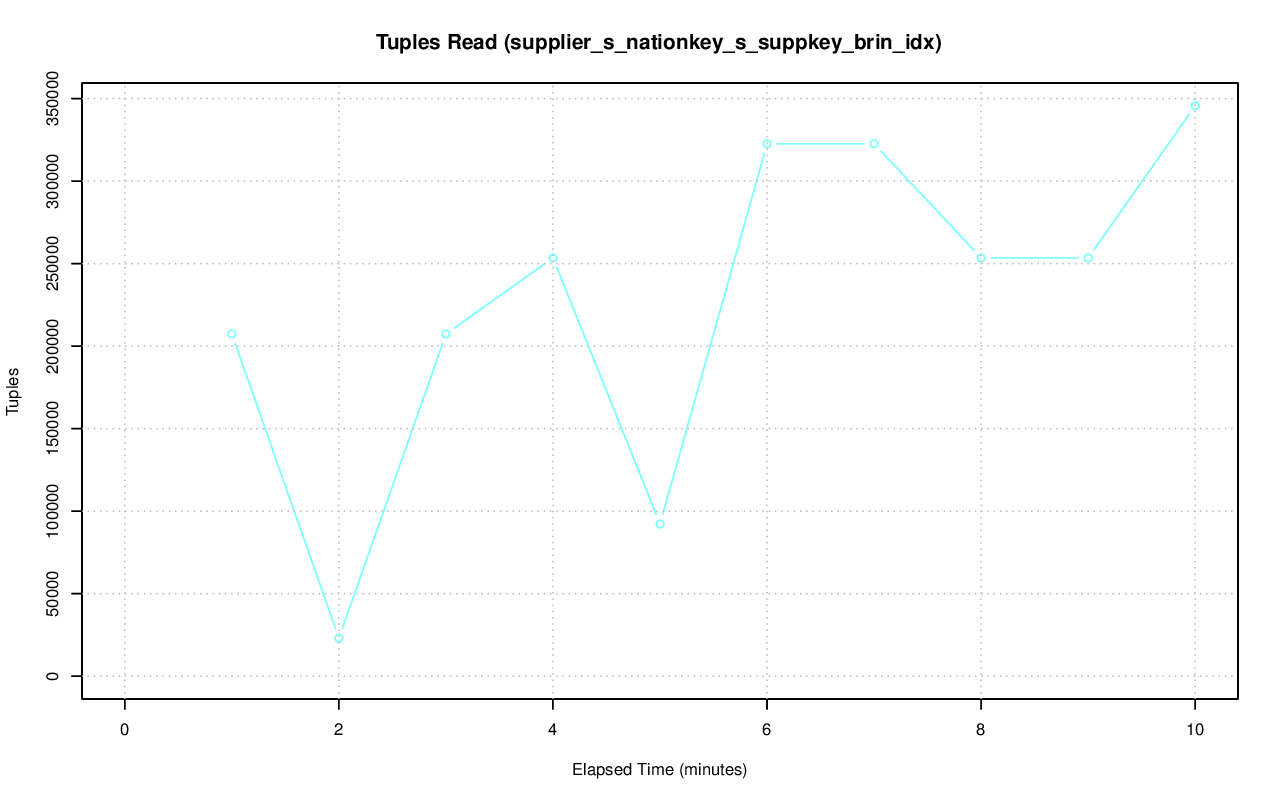 Tuples Read (supplier_s_nationkey_s_suppkey_brin_idx)
350000
300000
250000
200000
150000
100000
50000
0
Tuples
0 2 4 6 8 10
Elapsed Time (minutes)